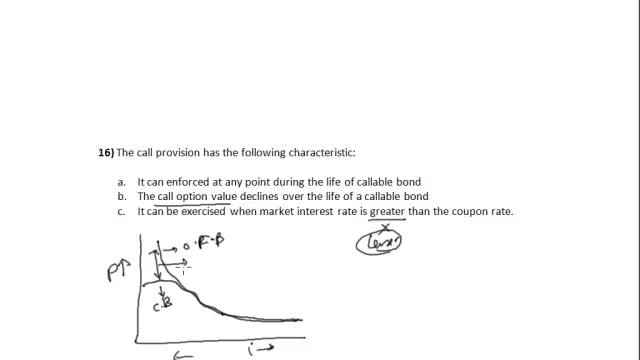 16) The call provision has the following characteristic:
a. It can enforced at any point during the life of callable bond
b. The call option value declines over the life of a callable bond
c. It can be exercised when market interest rate is greater than the coupon rate.
x
O.F.B
P↑
C.B
i→
←